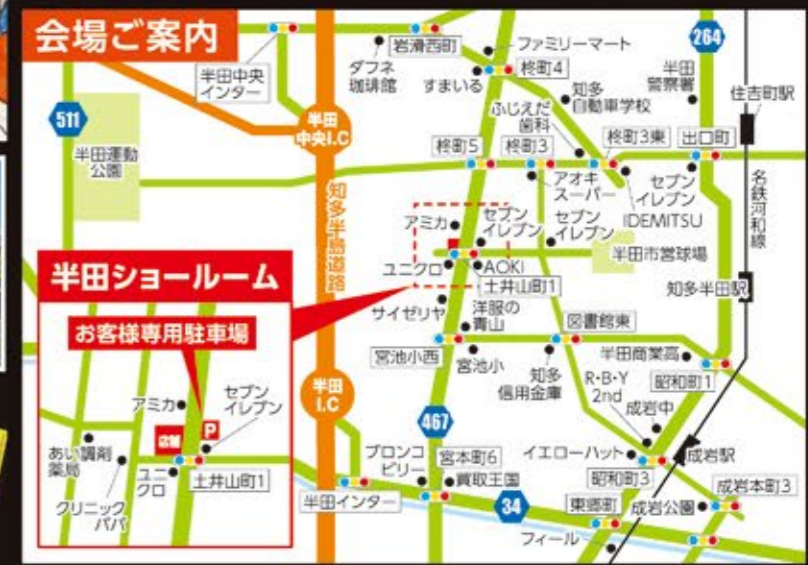 会場ご案内
半田中央
インター
ダフネ
珈琲館
岩滑西町
ファミリーマート
すまいる
柊町4
264
半田
警察署
住吉町駅
知多
自動車学校
511
半田運動
公園
半田
中央I.C
ふじえだ
歯科
柊町5
柊町3
柊町3東
出口町
アオキ
スーパー
IDEMITSU
セブン
イレブン
名鉄河和線
知多半島道路
アミカ
セブン
イレブン
セブン
イレブン
半田市営球場
ユニクロ
AOKI
土井山町1
知多半田駅
サイゼリヤ
洋服の
青山
図書館東
宮池小西
宮池小
知多
信用金庫
半田商業高
昭和町1
半田
I.C
R・B・Y
2nd
成岩中
467
イエローハット
成岩駅
ブロンコ
ビリー
宮本町6
買取王国
昭和町3
成岩本町3
半田インター
34
東郷町
成岩公園
フィール
半田ショールーム
お客様専用駐車場
アミカ
セブン
イレブン
P
店舗
あい調剤
薬局
ユニ
クロ
土井山町1
クリニック
パパ